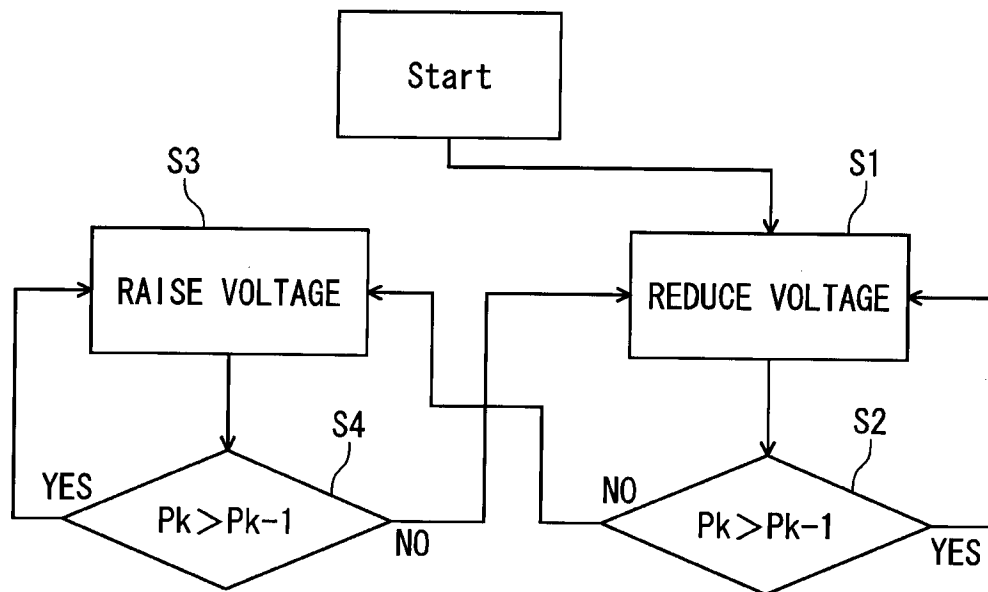 Start
S3
S1
RAISE VOLTAGE
REDUCE VOLTAGE
S4
S2
YES
Pk>Pk-1
NO
NO
Pk>Pk-1
YES